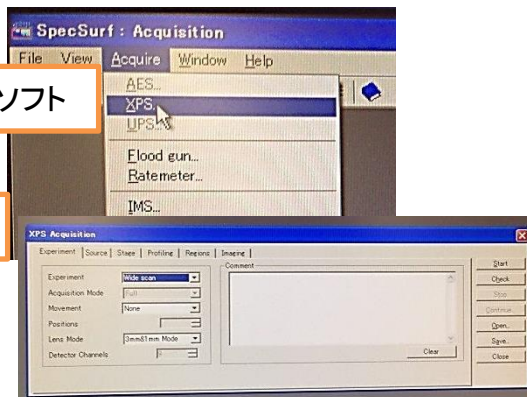 SpecSurf : Acquisition
File View Acquire Window Help
AES...
XPS...
UPS...
Flood gun...
Ratemeter...
IMS...
ソフト
XPS Acquisition
Experiment Source Stage Profiling Regions Imaging
Experiment Wide scan
Acquisition Mode Full
Movement None
Positions
Lens Mode 3mm&1mm Mode
Detector Channels
Comment
Clear
Start
Check
Stop
Continue...
Open...
Save...
Close